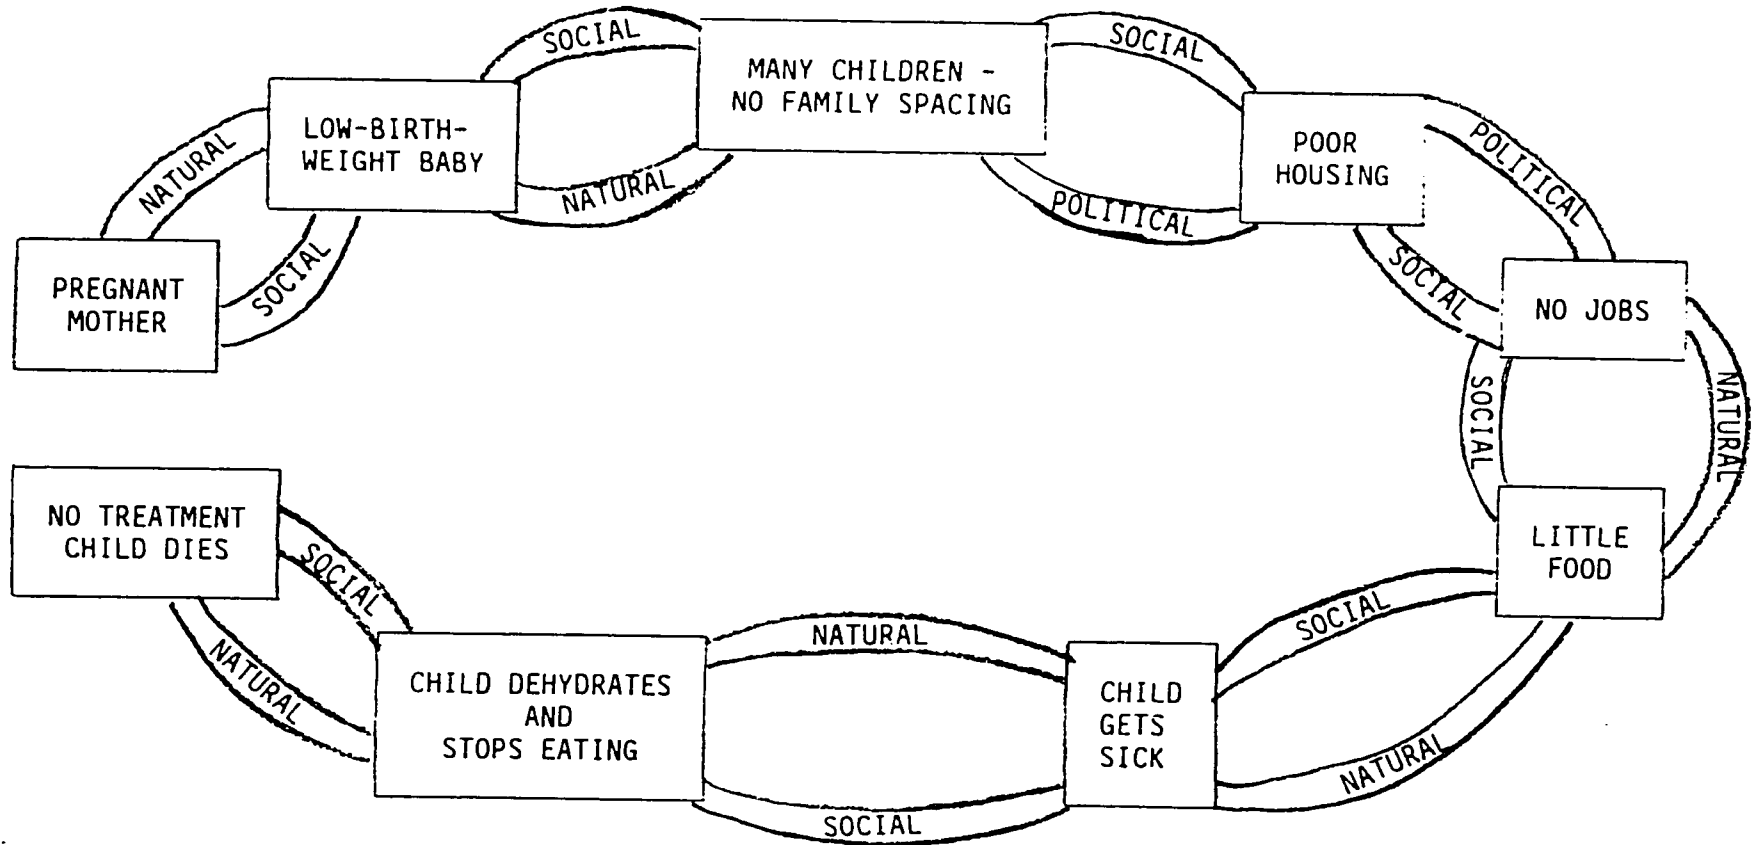 SOCIAL
SOCIAL
MANY CHILDREN -
NO FAMILY SPACING
LOW-BIRTH-
WEIGHT BABY
NATURAL
NATURAL
POLITICAL
POOR
HOUSING
POLITICAL
SOCIAL
SOCIAL
PREGNANT
MOTHER
NO JOBS
SOCIAL
NATURAL
NO TREATMENT
CHILD DIES
SOCIAL
LITTLE
FOOD
SOCIAL
NATURAL
NATURAL
CHILD DEHYDRATES
AND
STOPS EATING
CHILD
GETS
SICK
NATURAL
SOCIAL